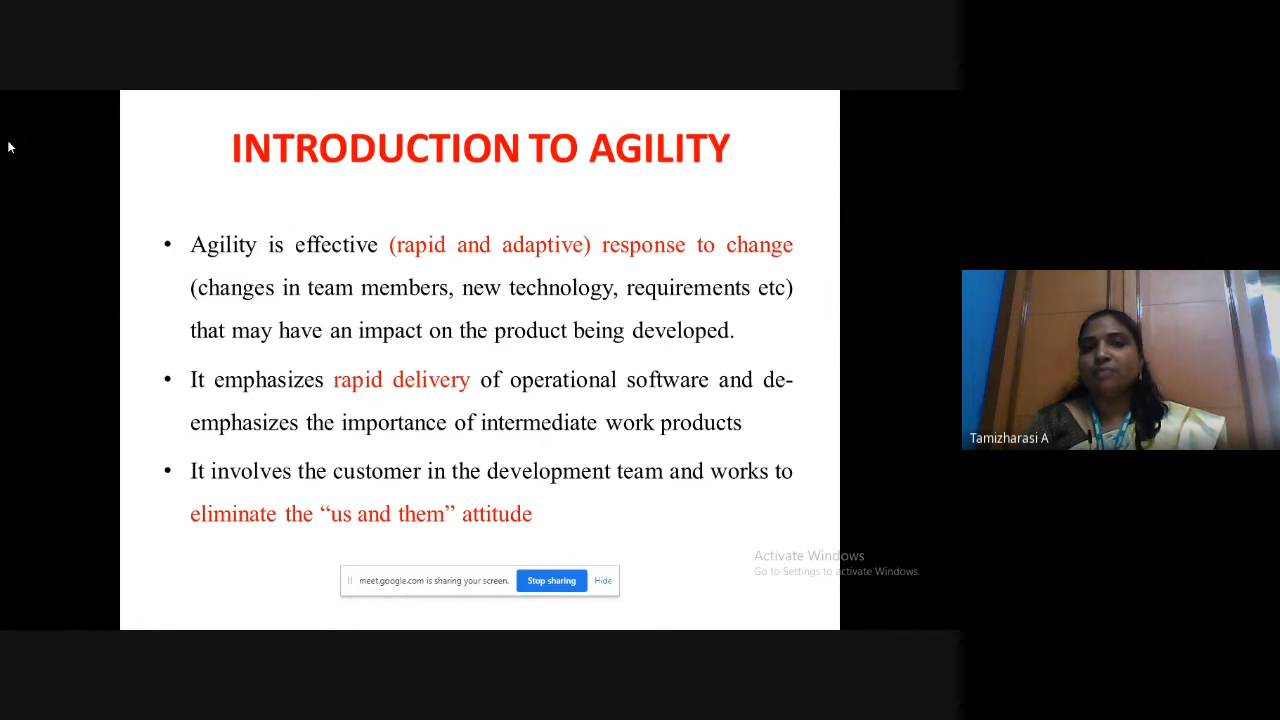 INTRODUCTION TO AGILITY
• Agility is effective (rapid and adaptive) response to change
(changes in team members, new technology, requirements etc)
that may have an impact on the product being developed.
• It emphasizes rapid delivery of operational software and de-
emphasizes the importance of intermediate work products
• It involves the customer in the development team and works to
eliminate the “us and them” attitude
Tamizharasi A
Activate Windows
Go to Settings to activate Windows.
meet.google.com is sharing your screen. Stop sharing Hide